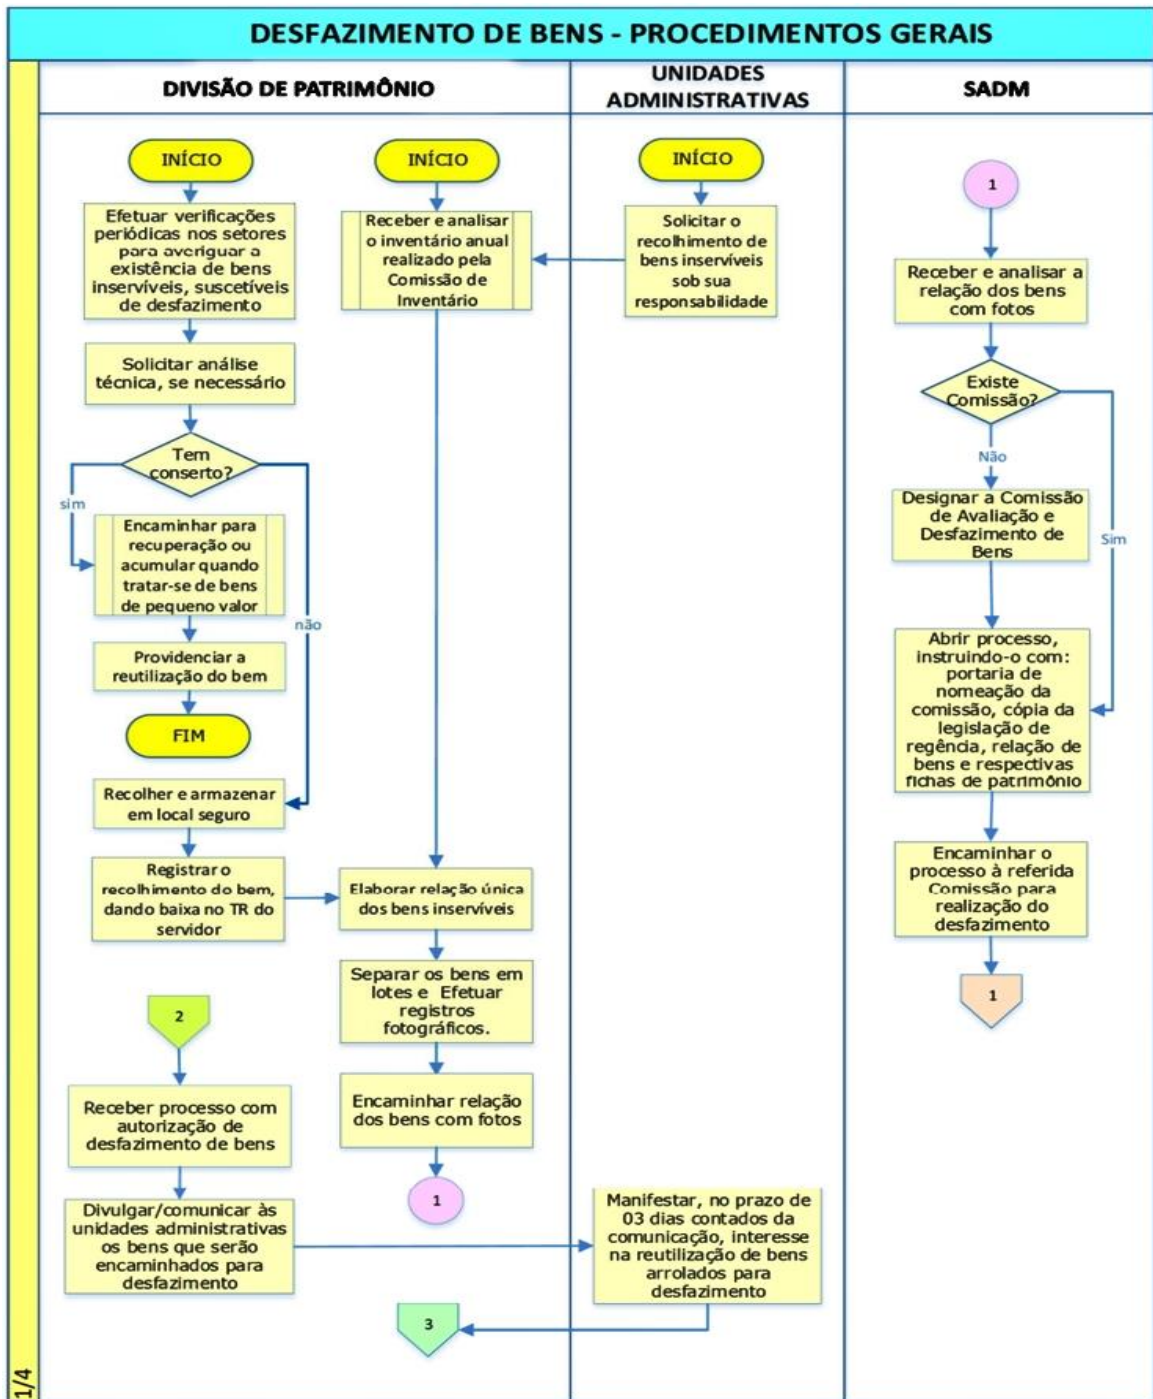 DESFAZIMENTO DE BENS - PROCEDIMENTOS GERAIS
DIVISÃO DE PATRIMÔNIO
UNIDADES
ADMINISTRATIVAS
SADM
INÍCIO
Efetuar verificações
periódicas nos setores
para averiguar a
existência de bens
inservíveis, suscetíveis
de desfazimento
Solicitar análise
técnica, se necessário
Tem
conserto?
sim
não
Encaminhar para
recuperação ou
acumular quando
tratar-se de bens
de pequeno valor
Providenciar a
reutilização do bem
FIM
Recolher e armazenar
em local seguro
Registrar o
recolhimento do bem,
dando baixa no TR do
servidor
2
Receber processo com
autorização de
desfazimento de bens
Divulgar/comunicar às
unidades administrativas
os bens que serão
encaminhados para
desfazimento
INÍCIO
Receber e analisar
o inventário anual
realizado pela
Comissão de
Inventário
Elaborar relação única
dos bens inservíveis
Separar os bens em
lotes e Efetuar
registros
fotográficos.
Encaminhar relação
dos bens com fotos
1
3
INÍCIO
Solicitar o
recolhimento de
bens inservíveis
sob sua
responsabilidade
Manifestar, no prazo de
03 dias contados da
comunicação, interesse
na reutilização de bens
arrolados para
desfazimento
1
Receber e analisar a
relação dos bens
com fotos
Existe
Comissão?
Não
Sim
Designar a Comissão
de Avaliação e
Desfazimento de
Bens
Abrir processo,
instruindo-o com:
portaria de
nomeação da
comissão, cópia da
legislação de
regência, relação de
bens e respectivas
fichas de patrimônio
Encaminhar o
processo à referida
Comissão para
realização do
desfazimento
1
1/4